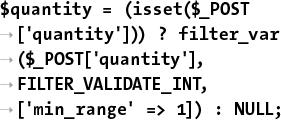 $quantity = (isset($_POST
→['quantity'])) ? filter_var
→($_POST['quantity'],
→FILTER_VALIDATE_INT,
→['min_range' => 1]) : NULL;